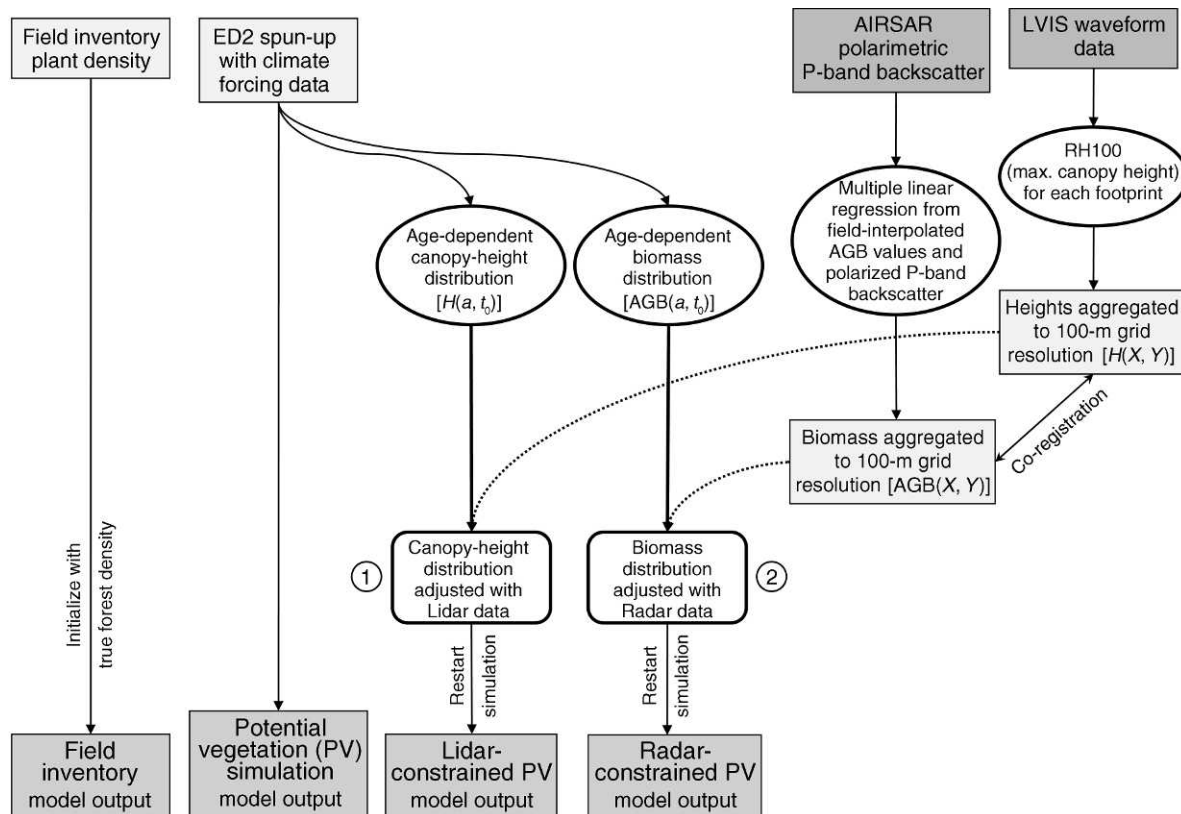 Field inventory
plant density
ED2 spun-up
with climate
forcing data
AIRSAR
polarimetric
P-band backscatter
LVIS waveform
data
RH100
(max. canopy height)
for each footprint
Multiple linear
regression from
field-interpolated
AGB values and
polarized P-band
backscatter
Age-dependent
canopy-height
distribution
[H(a, t₀)]
Age-dependent
biomass
distribution
[AGB(a, t₀)]
Heights aggregated
to 100-m grid
resolution [H(X, Y)]
Co-registration
Biomass aggregated
to 100-m grid
resolution [AGB(X, Y)]
1
Canopy-height
distribution
adjusted with
Lidar data
Biomass
distribution
adjusted with
Radar data
2
Initialize with
true forest density
Restart
simulation
Restart
simulation
Field
inventory
model output
Potential
vegetation (PV)
simulation
model output
Lidar-
constrained PV
model output
Radar-
constrained PV
model output